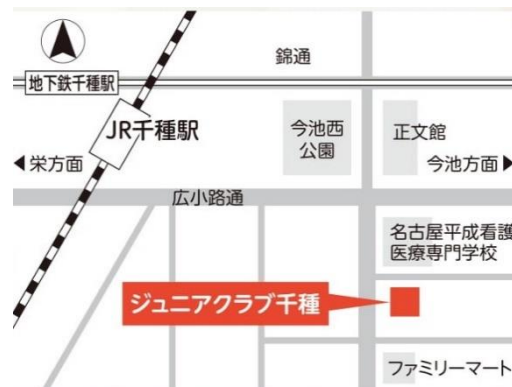 錦通
地下鉄千種駅
JR千種駅
今池西
公園
正文館
◀栄方面
今池方面▶
広小路通
名古屋平成看護
医療専門学校
ジュニアクラブ千種
ファミリーマート